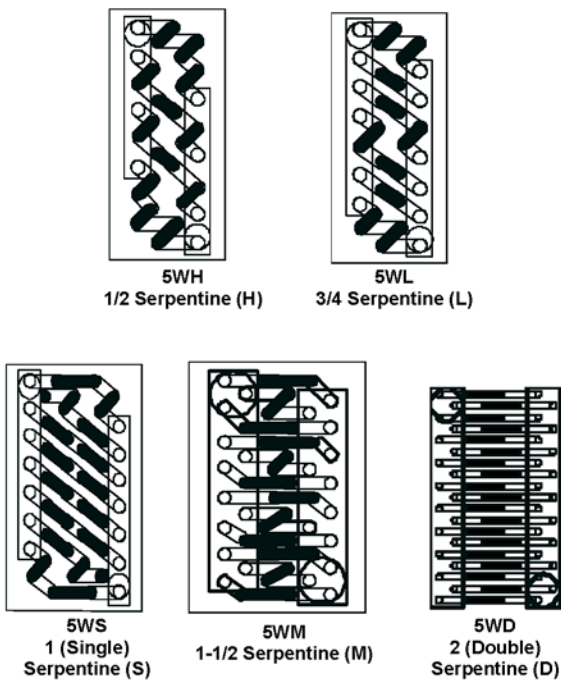 5WH
1/2 Serpentine (H)
5WL
3/4 Serpentine (L)
5WS
1 (Single)
Serpentine (S)
5WM
1-1/2 Serpentine (M)
5WD
2 (Double)
Serpentine (D)